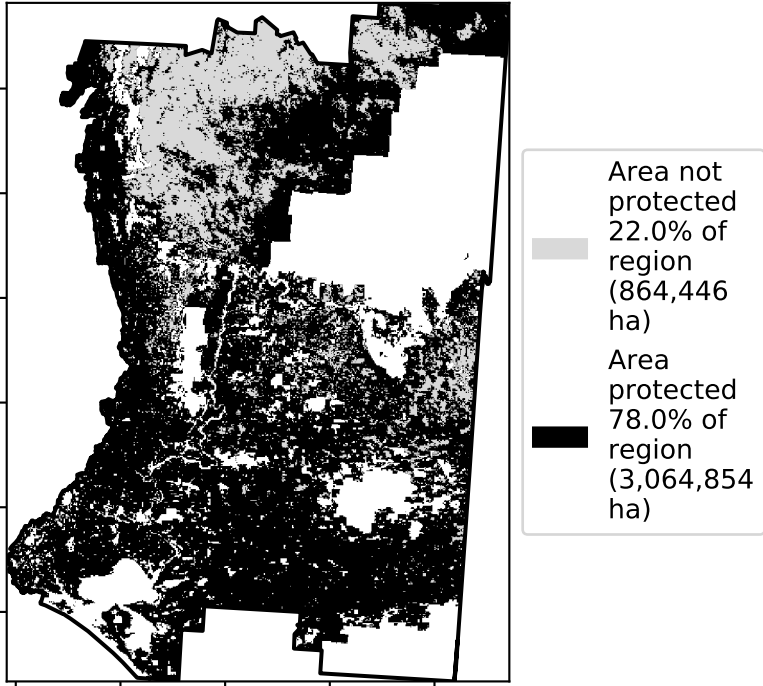 Area not
protected
22.0% of
region
(864,446
ha)
Area
protected
78.0% of
region
(3,064,854
ha)